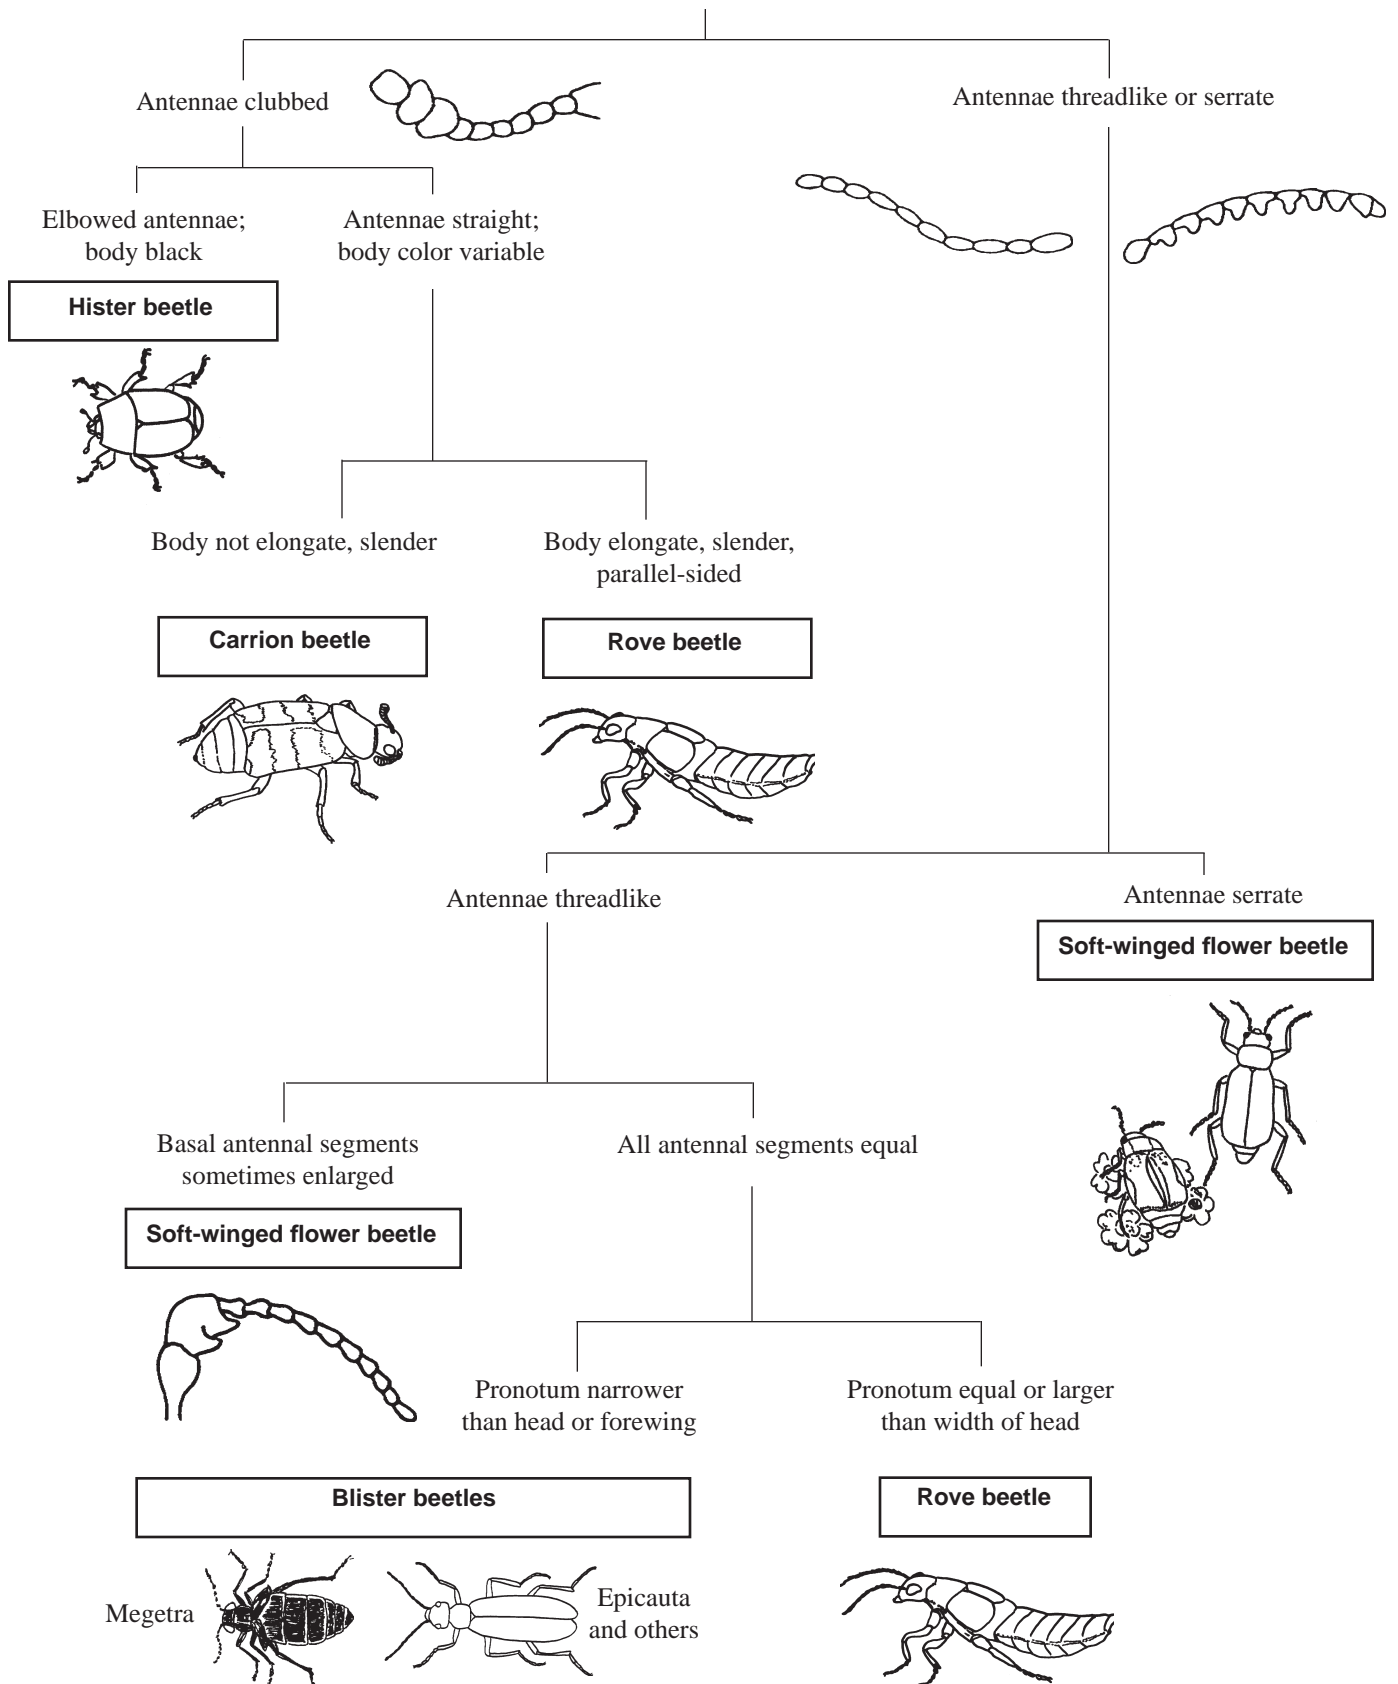 Antennae clubbed
Antennae threadlike or serrate
Elbowed antennae;
body black
Antennae straight;
body color variable
Hister beetle
Body not elongate, slender
Body elongate, slender,
parallel-sided
Carrion beetle
Rove beetle
Antennae threadlike
Antennae serrate
Soft-winged flower beetle
Basal antennal segments
sometimes enlarged
All antennal segments equal
Soft-winged flower beetle
Pronotum narrower
than head or forewing
Pronotum equal or larger
than width of head
Blister beetles
Rove beetle
Megetra
Epicauta
and others